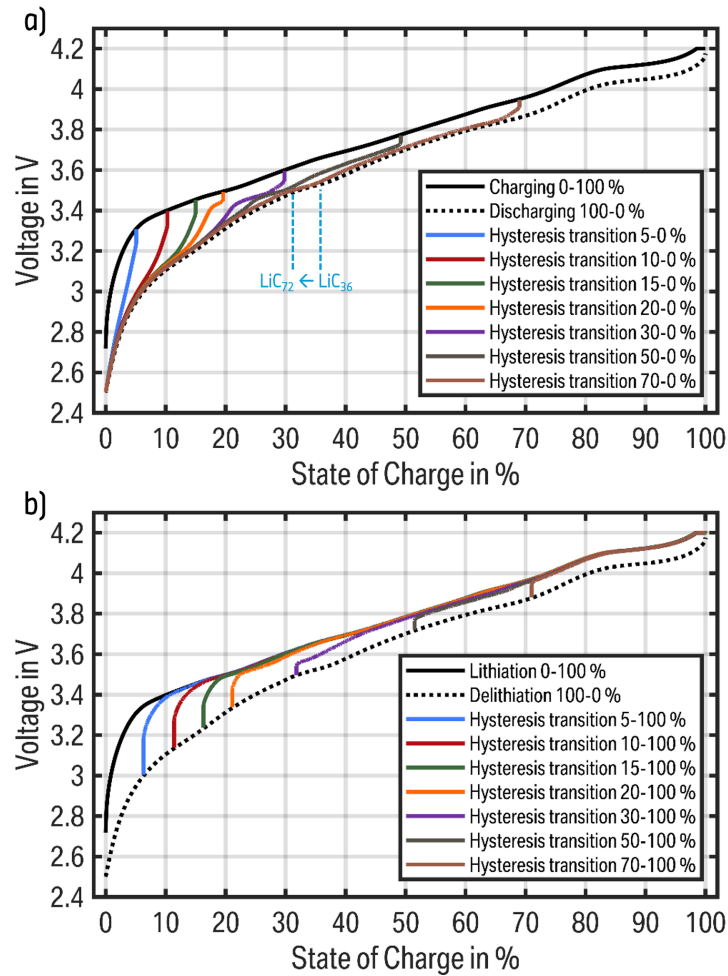 a)
4.2
4
3.8
3.6
3.4
3.2
3
2.8
2.6
2.4
Voltage in V
Charging 0-100 %
Discharging 100-0 %
Hysteresis transition 5-0 %
Hysteresis transition 10-0 %
Hysteresis transition 15-0 %
Hysteresis transition 20-0 %
Hysteresis transition 30-0 %
Hysteresis transition 50-0 %
Hysteresis transition 70-0 %
LiC₇₂ ← LiC₃₆
0 10 20 30 40 50 60 70 80 90 100
State of Charge in %
b)
4.2
4
3.8
3.6
3.4
3.2
3
2.8
2.6
2.4
Voltage in V
Lithiation 0-100 %
Delithiation 100-0 %
Hysteresis transition 5-100 %
Hysteresis transition 10-100 %
Hysteresis transition 15-100 %
Hysteresis transition 20-100 %
Hysteresis transition 30-100 %
Hysteresis transition 50-100 %
Hysteresis transition 70-100 %
0 10 20 30 40 50 60 70 80 90 100
State of Charge in %